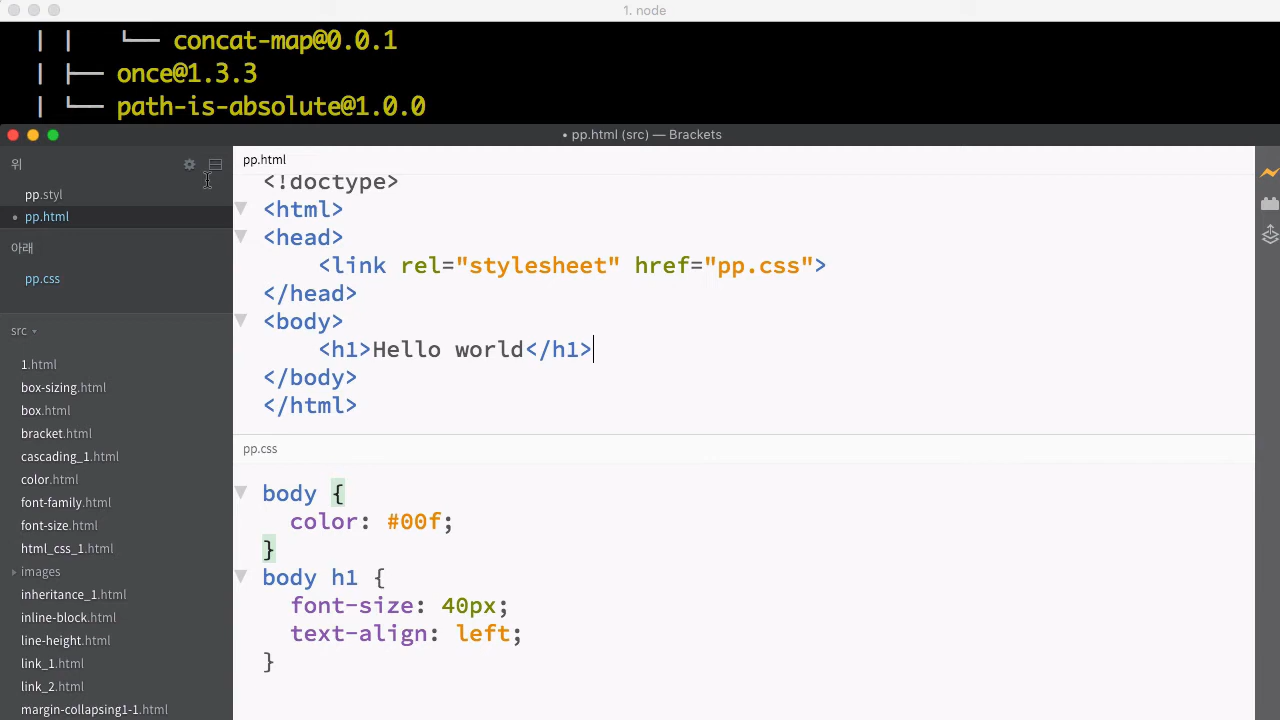 1. node
| | └── concat-map@0.0.1
| ├── once@1.3.3
| └── path-is-absolute@1.0.0
• pp.html (src) — Brackets
위
pp.styl
• pp.html
아래
pp.css
src
1.html
box-sizing.html
box.html
bracket.html
cascading_1.html
color.html
font-family.html
font-size.html
html_css_1.html
images
inheritance_1.html
inline-block.html
line-height.html
link_1.html
link_2.html
margin-collapsing1-1.html
pp.html
<!doctype>
<html>
<head>
    <link rel="stylesheet" href="pp.css">
</head>
<body>
    <h1>Hello world</h1>
</body>
</html>
pp.css
body {
  color: #00f;
}
body h1 {
  font-size: 40px;
  text-align: left;
}